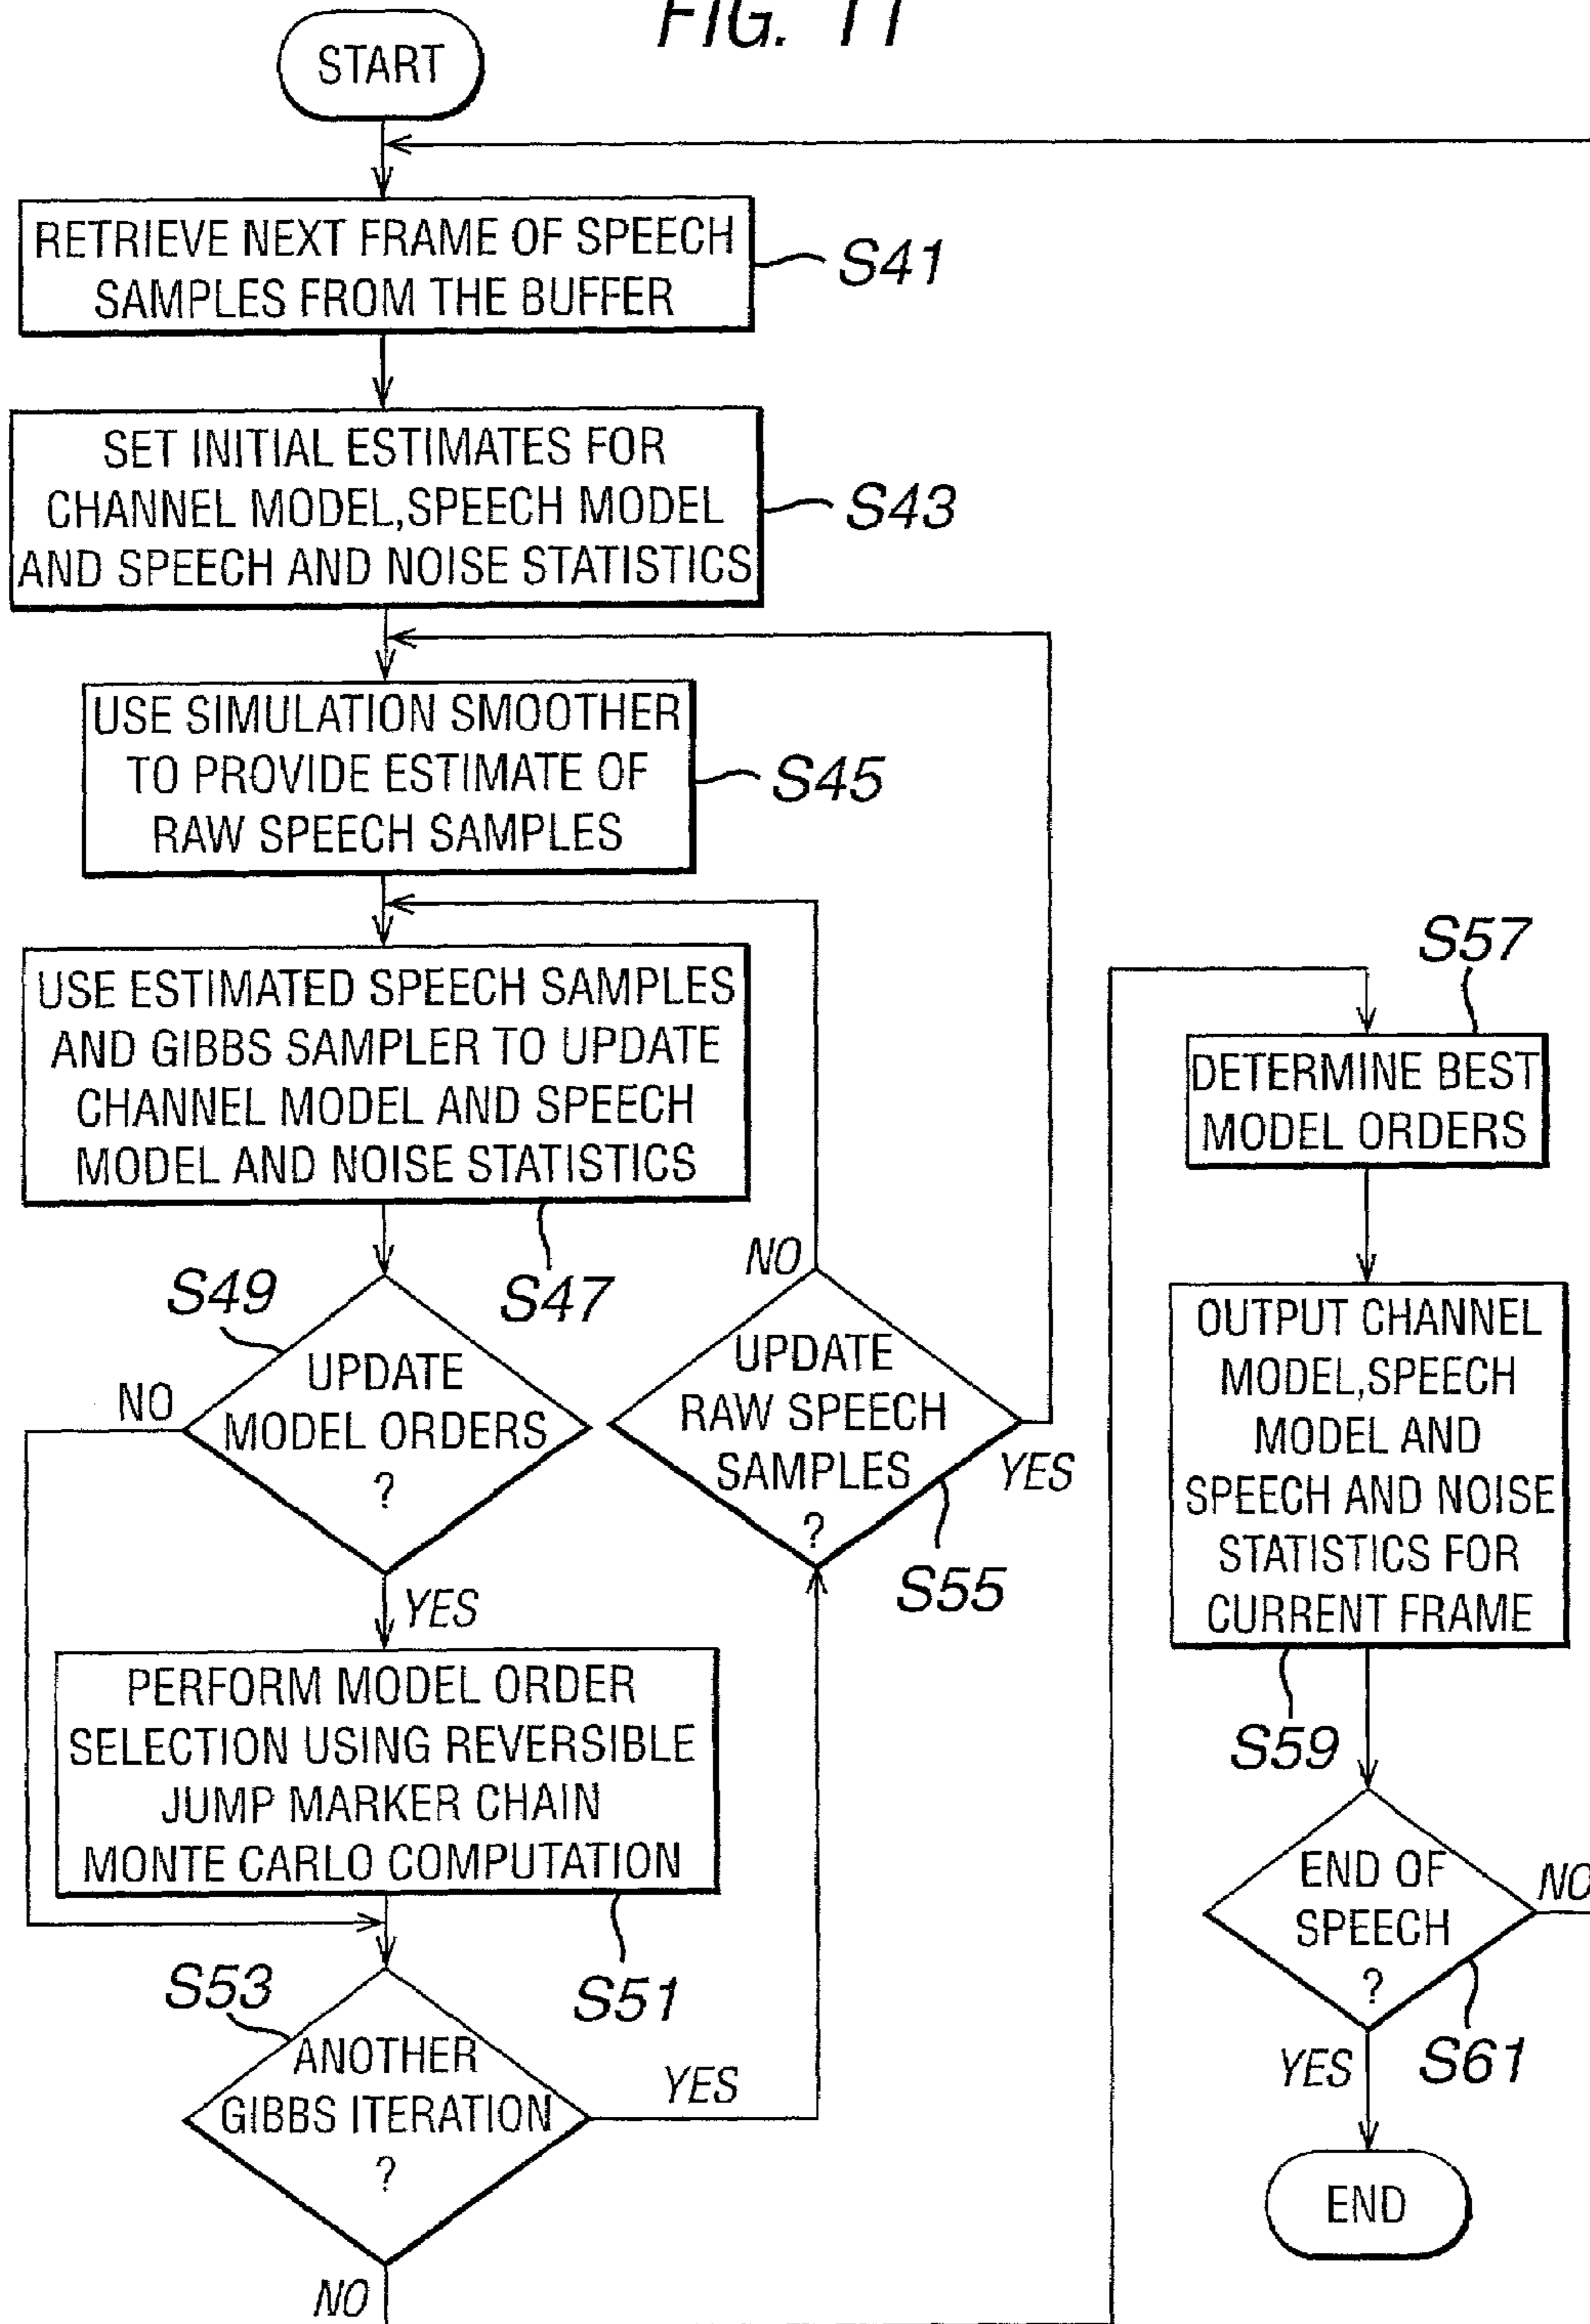 FIG. 11
START
RETRIEVE NEXT FRAME OF SPEECH
SAMPLES FROM THE BUFFER
S41
SET INITIAL ESTIMATES FOR
CHANNEL MODEL,SPEECH MODEL
AND SPEECH AND NOISE STATISTICS
S43
USE SIMULATION SMOOTHER
TO PROVIDE ESTIMATE OF
RAW SPEECH SAMPLES
S45
USE ESTIMATED SPEECH SAMPLES
AND GIBBS SAMPLER TO UPDATE
CHANNEL MODEL AND SPEECH
MODEL AND NOISE STATISTICS
S47
S49
UPDATE
MODEL ORDERS
?
NO
YES
PERFORM MODEL ORDER
SELECTION USING REVERSIBLE
JUMP MARKER CHAIN
MONTE CARLO COMPUTATION
S51
S53
ANOTHER
GIBBS ITERATION
?
YES
NO
NO
UPDATE
RAW SPEECH
SAMPLES
?
YES
S55
S57
DETERMINE BEST
MODEL ORDERS
OUTPUT CHANNEL
MODEL,SPEECH
MODEL AND
SPEECH AND NOISE
STATISTICS FOR
CURRENT FRAME
S59
END OF
SPEECH
?
NO
YES
S61
END